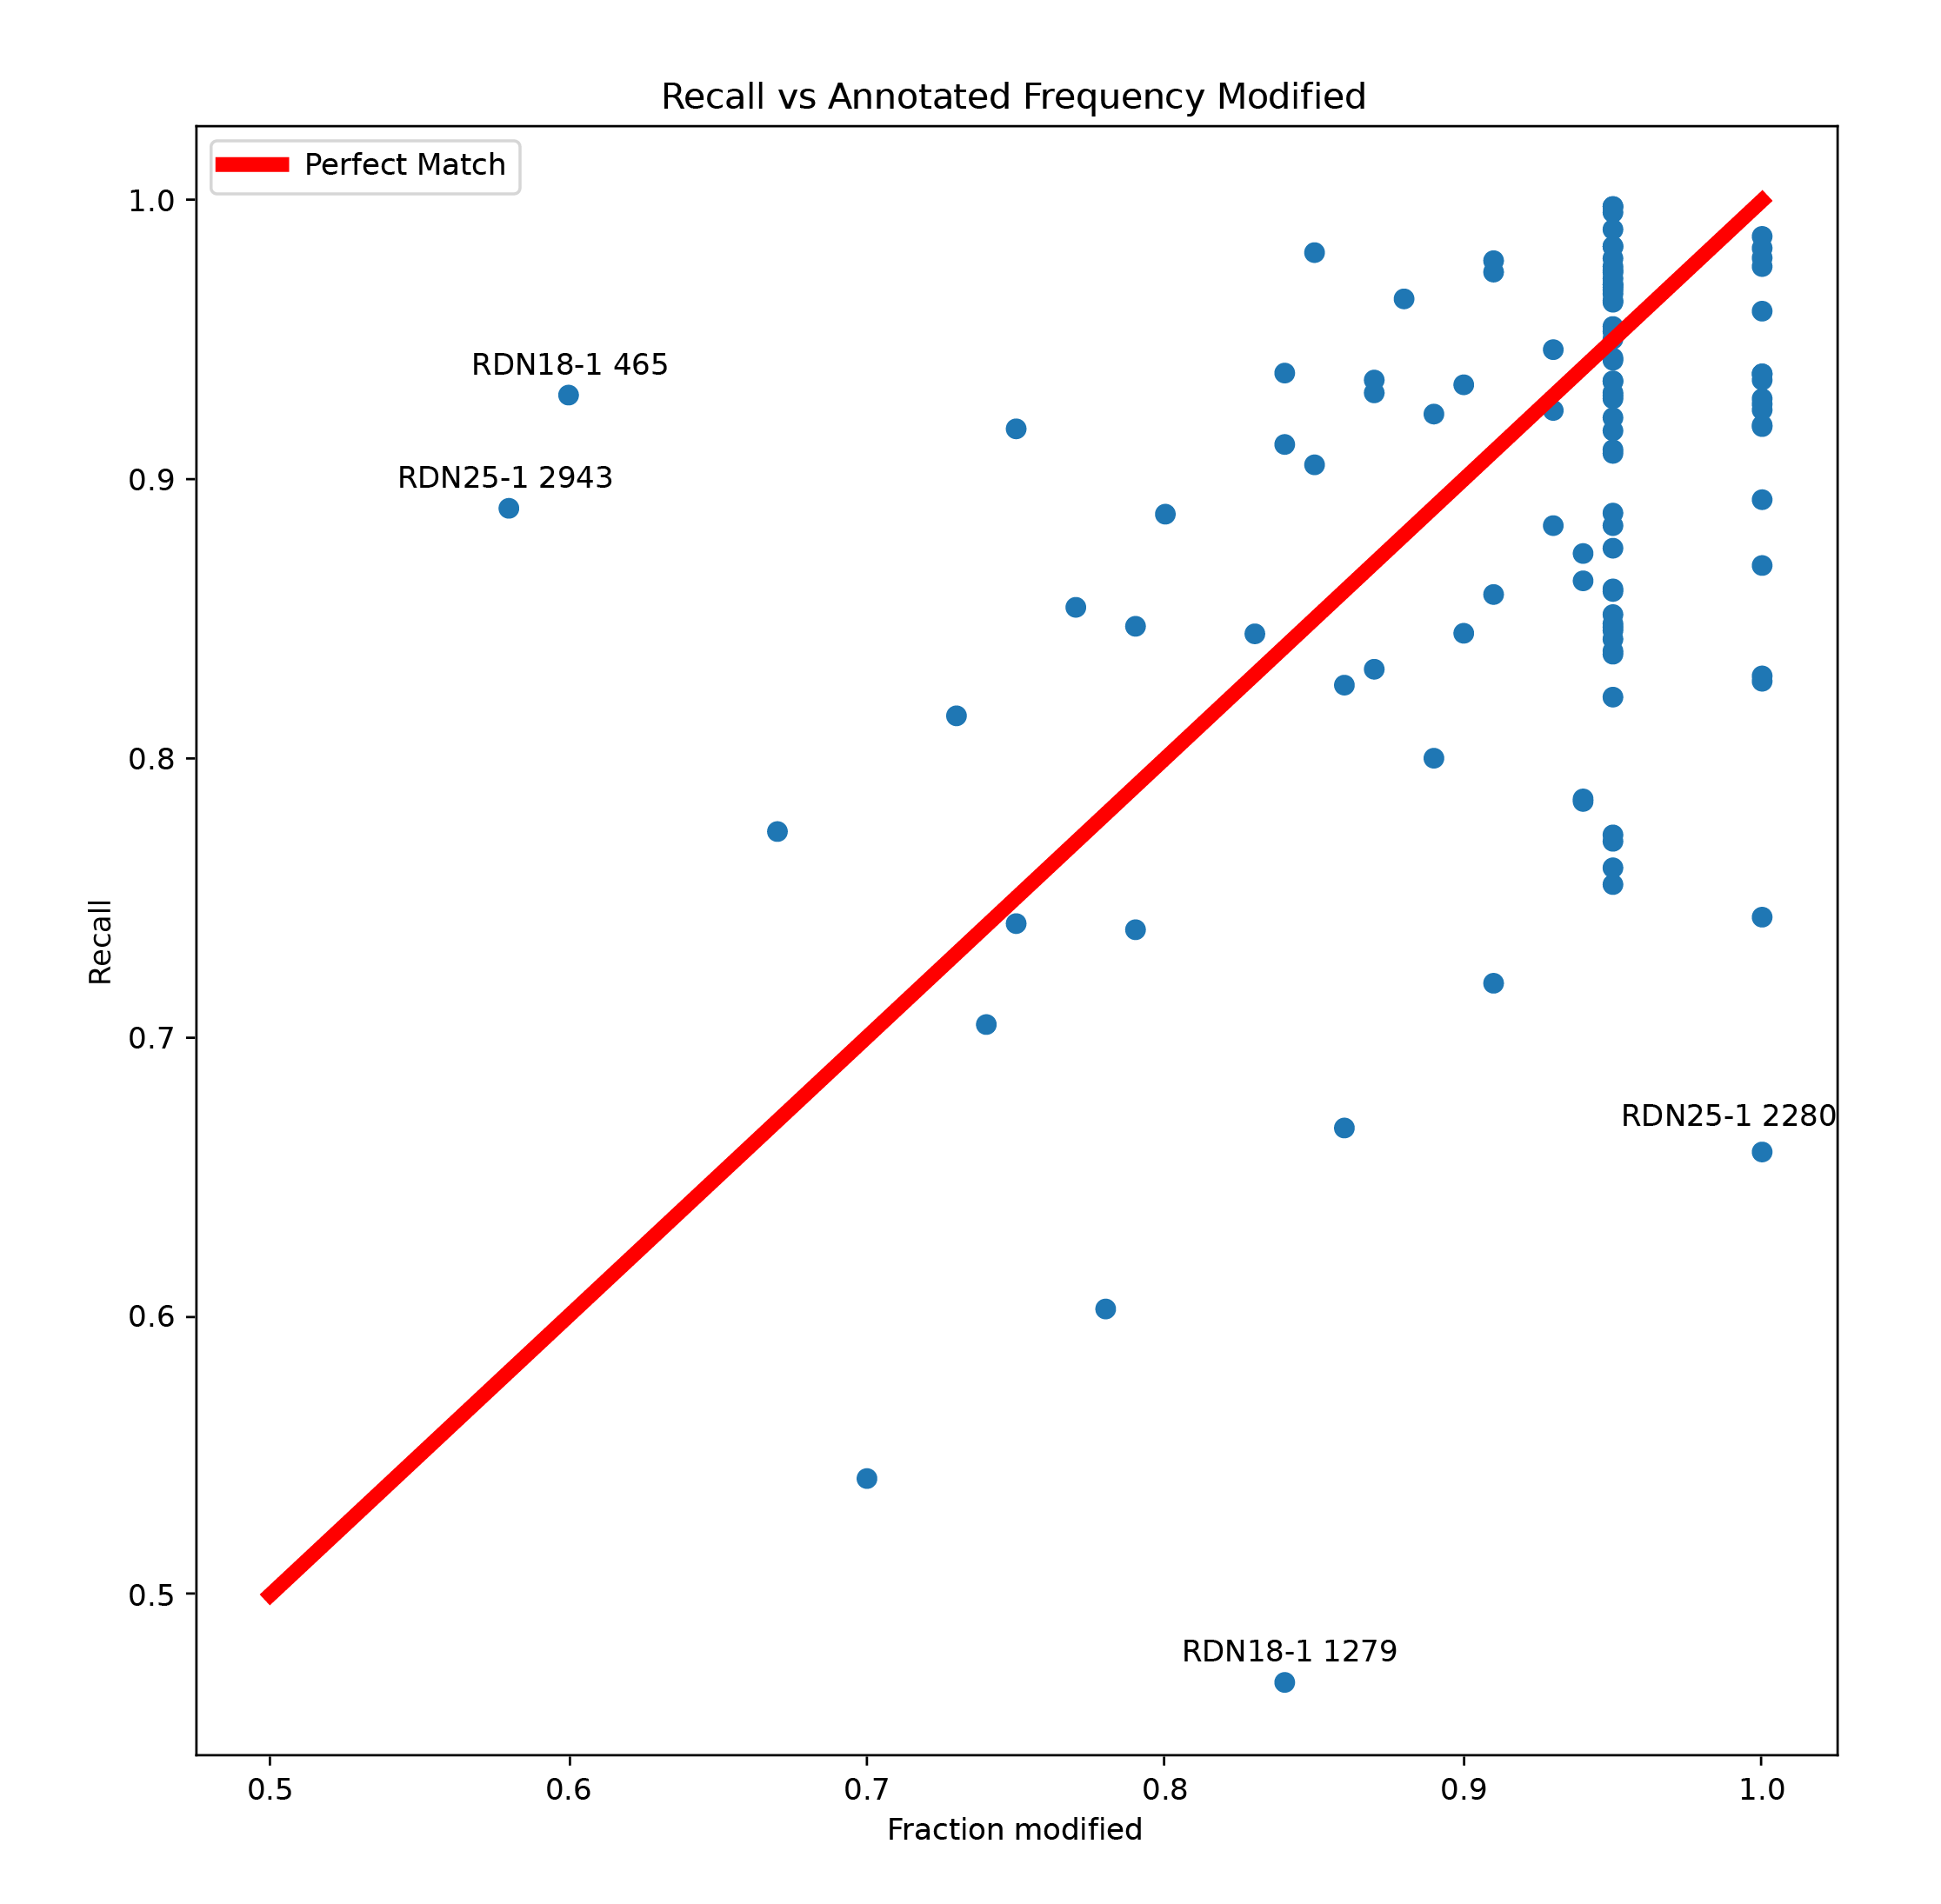 Recall vs Annotated Frequency Modified
Perfect Match
1.0
0.9
0.8
0.7
0.6
0.5
Recall
RDN18-1 465
RDN25-1 2943
RDN25-1 2280
RDN18-1 1279
0.5 0.6 0.7 0.8 0.9 1.0
Fraction modified